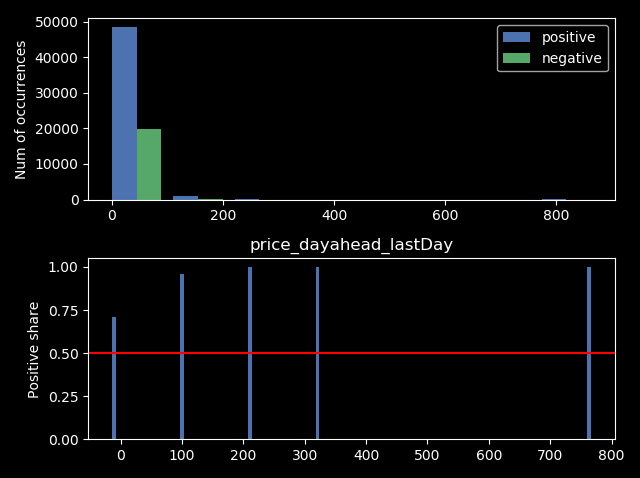 50000
40000
30000
20000
10000
0
Num of occurrences
positive
negative
0 200 400 600 800
price_dayahead_lastDay
1.00
0.75
0.50
0.25
0.00
Positive share
0 100 200 300 400 500 600 700 800